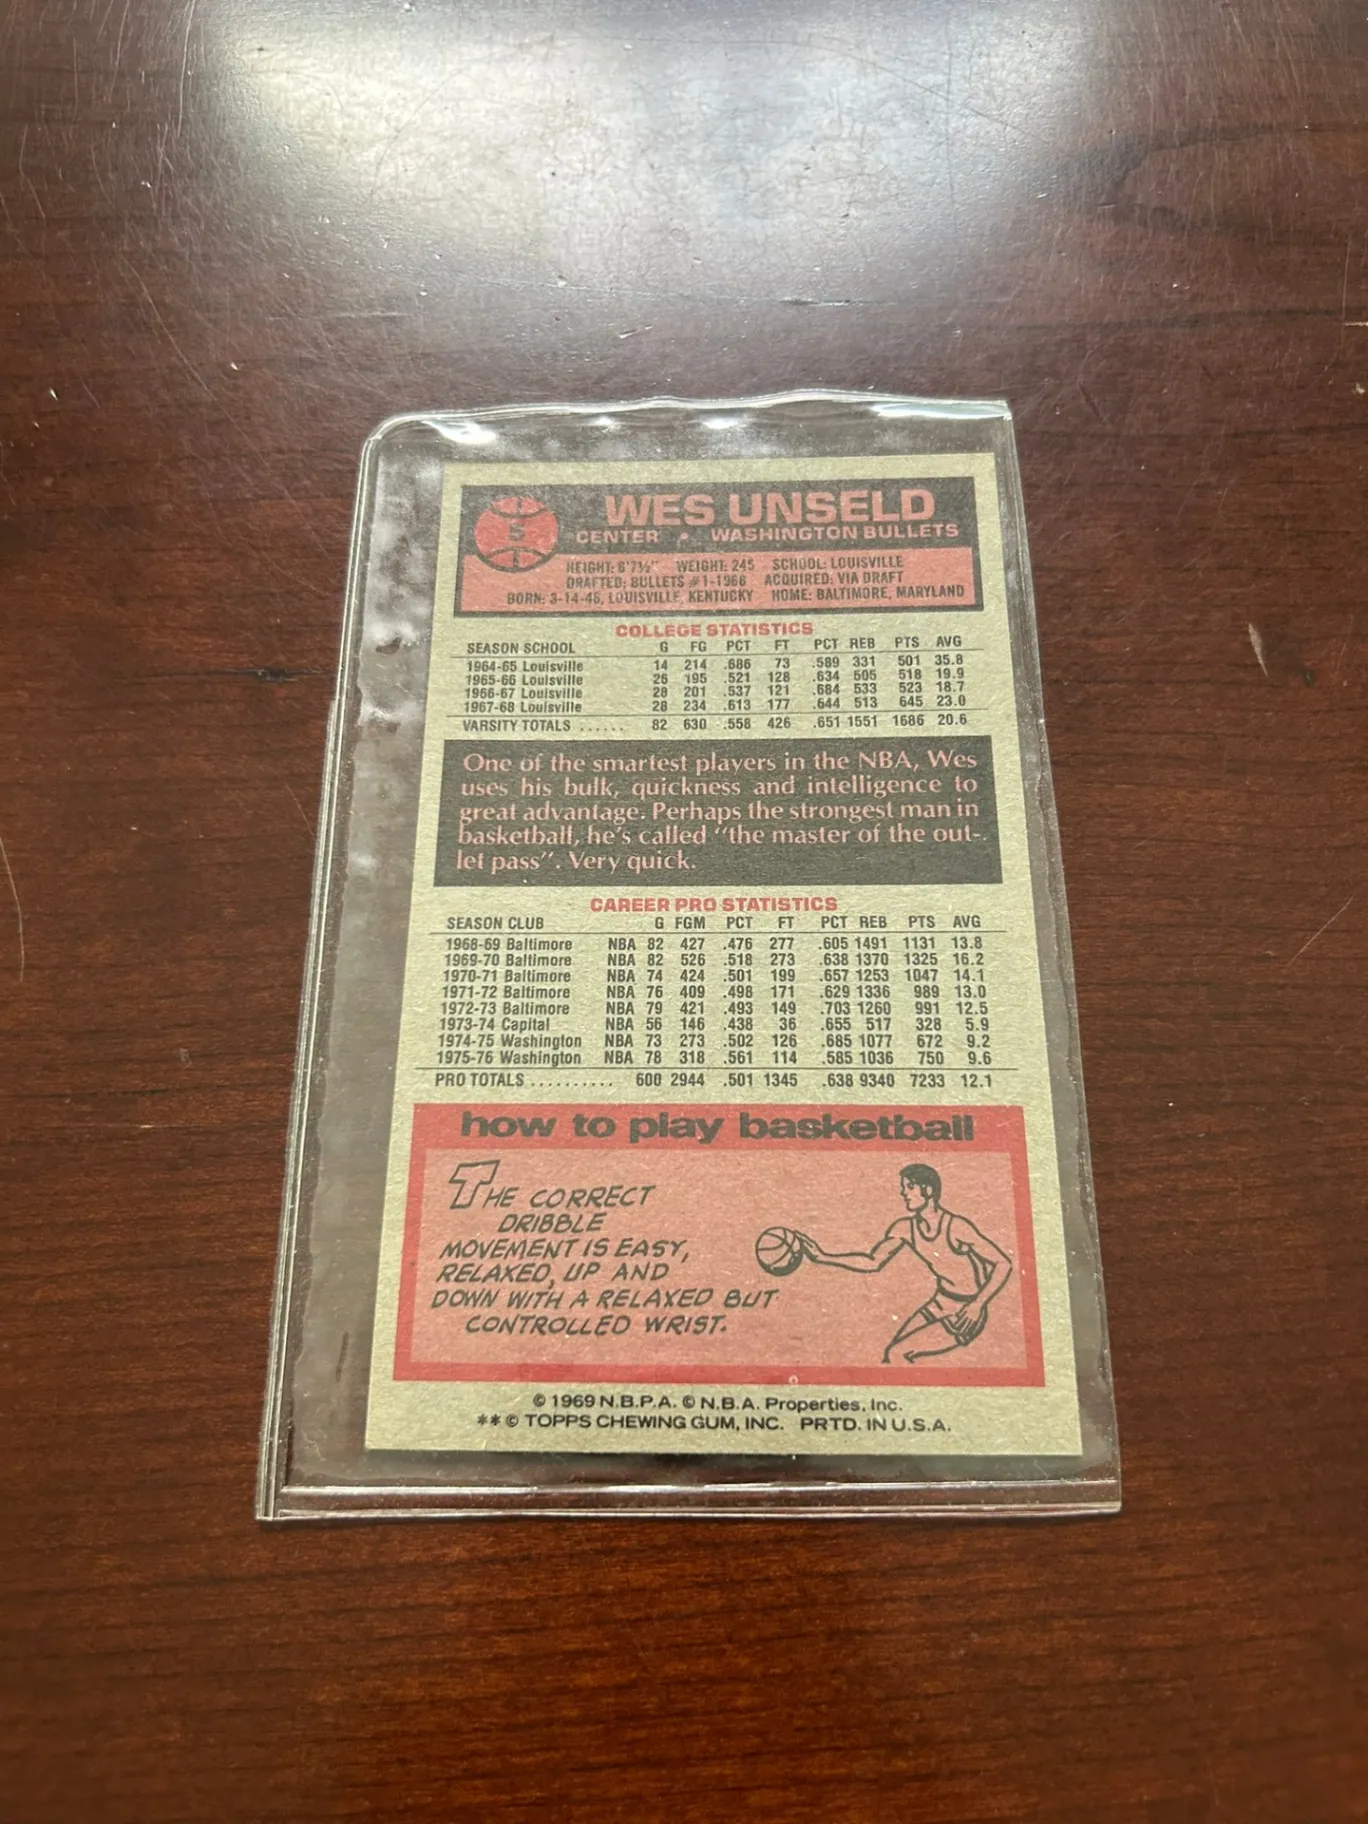 5
WES UNSELD
CENTER • WASHINGTON BULLETS
HEIGHT: 6'7½" WEIGHT: 245 SCHOOL: LOUISVILLE
DRAFTED: BULLETS #1-1968 ACQUIRED: VIA DRAFT
BORN: 3-14-46, LOUISVILLE, KENTUCKY HOME: BALTIMORE, MARYLAND
COLLEGE STATISTICS
SEASON SCHOOL G FG PCT FT PCT REB PTS AVG
1964-65 Louisville 14 214 .686 73 .589 331 501 35.8
1965-66 Louisville 26 195 .521 128 .634 505 518 19.9
1966-67 Louisville 28 201 .537 121 .684 533 523 18.7
1967-68 Louisville 28 234 .613 177 .644 513 645 23.0
VARSITY TOTALS ...... 82 630 .558 426 .651 1551 1686 20.6
One of the smartest players in the NBA, Wes
uses his bulk, quickness and intelligence to
great advantage. Perhaps the strongest man in
basketball, he's called "the master of the out-
let pass". Very quick.
CAREER PRO STATISTICS
SEASON CLUB G FGM PCT FT PCT REB PTS AVG
1968-69 Baltimore NBA 82 427 .476 277 .605 1491 1131 13.8
1969-70 Baltimore NBA 82 526 .518 273 .638 1370 1325 16.2
1970-71 Baltimore NBA 74 424 .501 199 .657 1253 1047 14.1
1971-72 Baltimore NBA 76 409 .498 171 .629 1336 989 13.0
1972-73 Baltimore NBA 79 421 .493 149 .703 1260 991 12.5
1973-74 Capital NBA 56 146 .438 36 .655 517 328 5.9
1974-75 Washington NBA 73 273 .502 126 .685 1077 672 9.2
1975-76 Washington NBA 78 318 .561 114 .585 1036 750 9.6
PRO TOTALS .......... 600 2944 .501 1345 .638 9340 7233 12.1
how to play basketball
THE CORRECT
DRIBBLE
MOVEMENT IS EASY,
RELAXED, UP AND
DOWN WITH A RELAXED BUT
CONTROLLED WRIST.
© 1969 N.B.P.A. © N.B.A. Properties, Inc.
** © TOPPS CHEWING GUM, INC. PRTD. IN U.S.A.